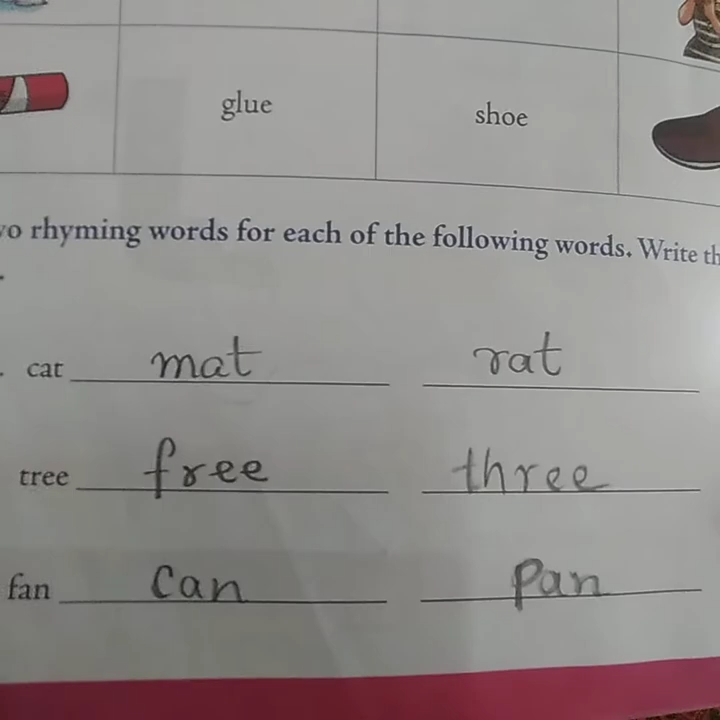 glue shoe
rhyming words for each of the following words. Write
cat mat rat
tree free three
fan can pan